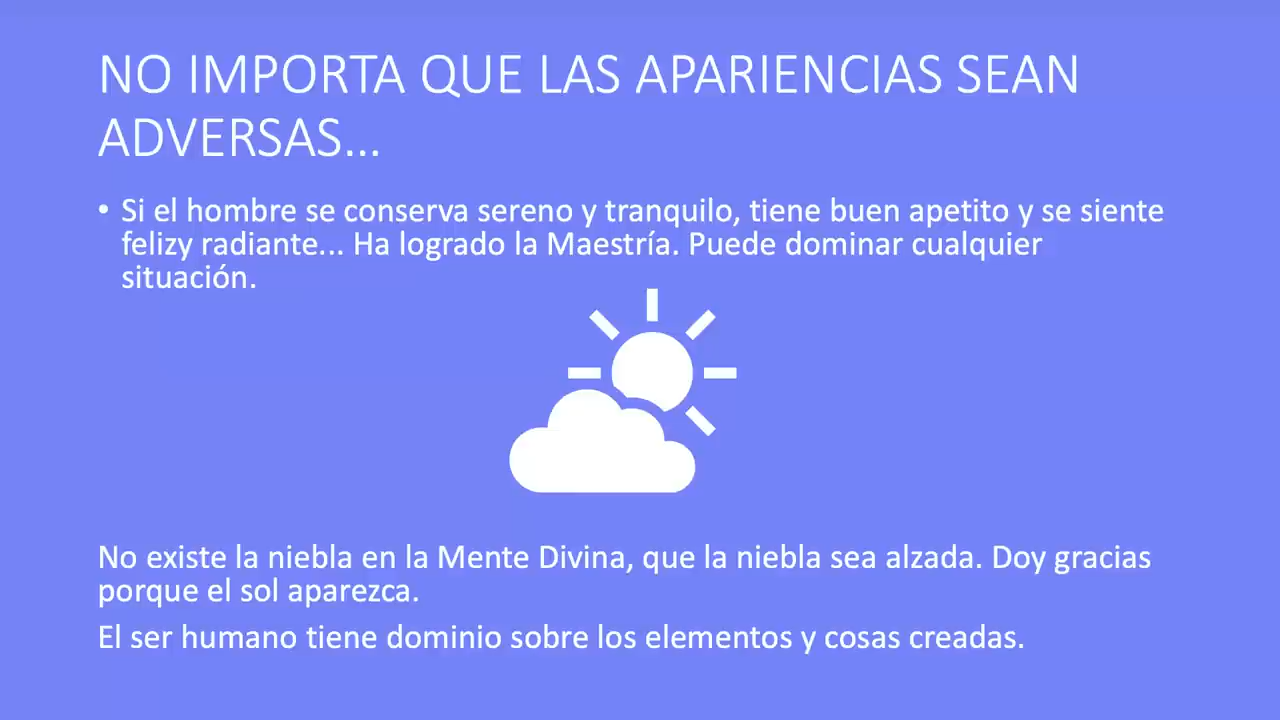 NO IMPORTA QUE LAS APARIENCIAS SEAN
ADVERSAS...
• Si el hombre se conserva sereno y tranquilo, tiene buen apetito y se siente
felizy radiante... Ha logrado la Maestría. Puede dominar cualquier
situación.
No existe la niebla en la Mente Divina, que la niebla sea alzada. Doy gracias
porque el sol aparezca.
El ser humano tiene dominio sobre los elementos y cosas creadas.